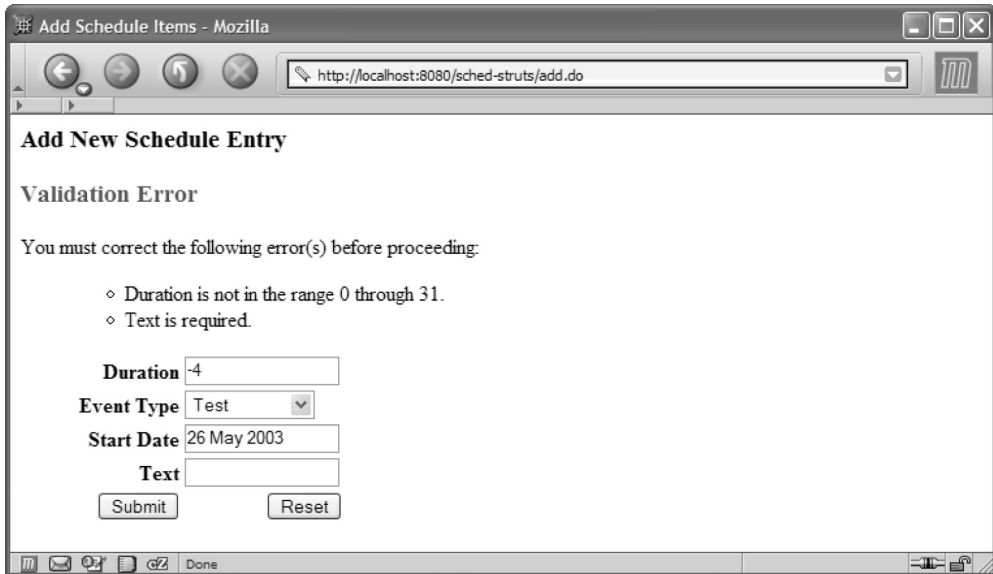 Add Schedule Items - Mozilla
http://localhost:8080/sched-struts/add.do
Add New Schedule Entry
Validation Error
You must correct the following error(s) before proceeding:
Duration is not in the range 0 through 31.
Text is required.
Duration -4
Event Type Test
Start Date 26 May 2003
Text
Submit Reset
Done